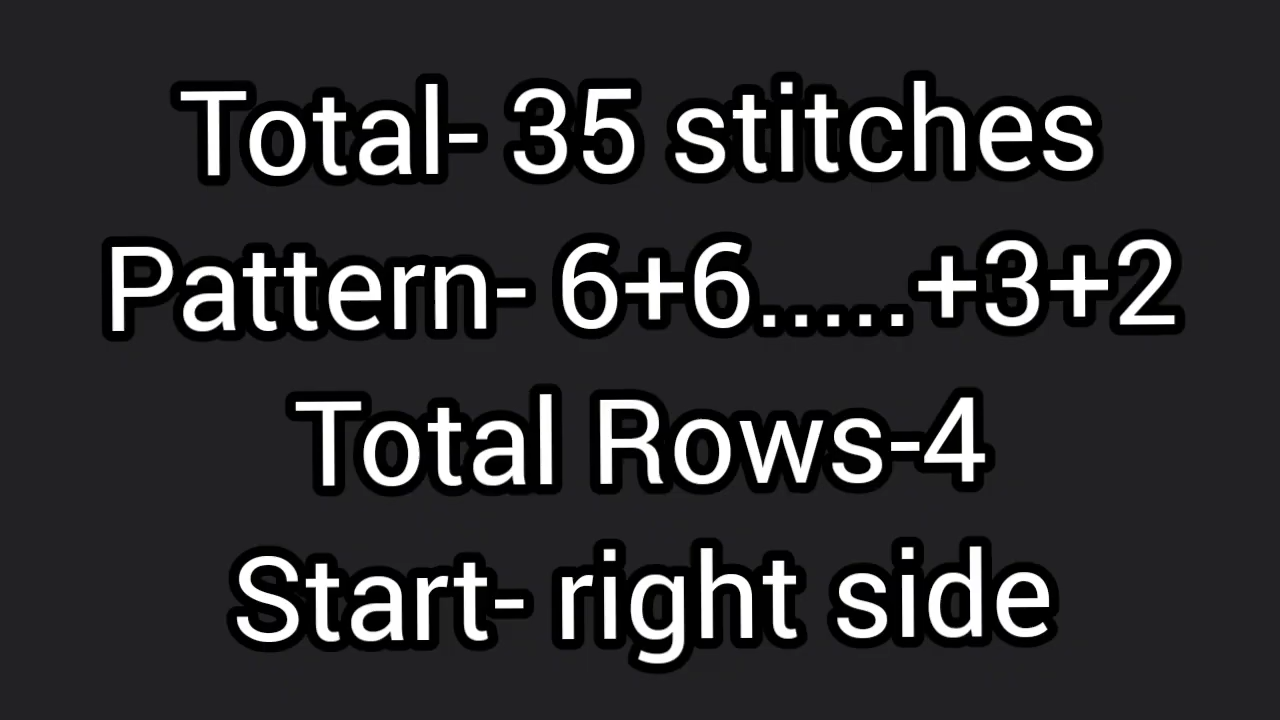 Total- 35 stitches
Pattern- 6+6.....+3+2
Total Rows-4
Start- right side